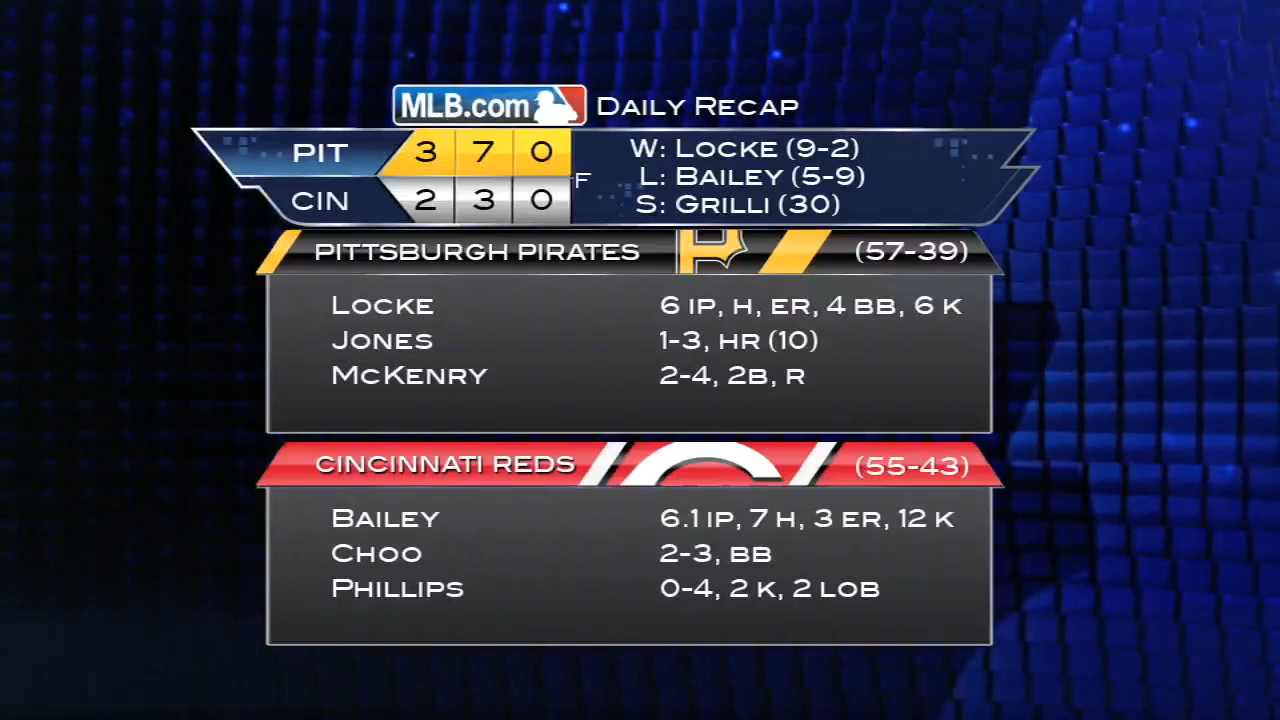 MLB.com DAILY RECAP
PIT 3 7 0
CIN 2 3 0
F
W: LOCKE (9-2)
L: BAILEY (5-9)
S: GRILLI (30)
PITTSBURGH PIRATES P (57-39)
LOCKE 6 IP, H, ER, 4 BB, 6 K
JONES 1-3, HR (10)
MCKENRY 2-4, 2B, R
CINCINNATI REDS C (55-43)
BAILEY 6.1 IP, 7 H, 3 ER, 12 K
CHOO 2-3, BB
PHILLIPS 0-4, 2 K, 2 LOB